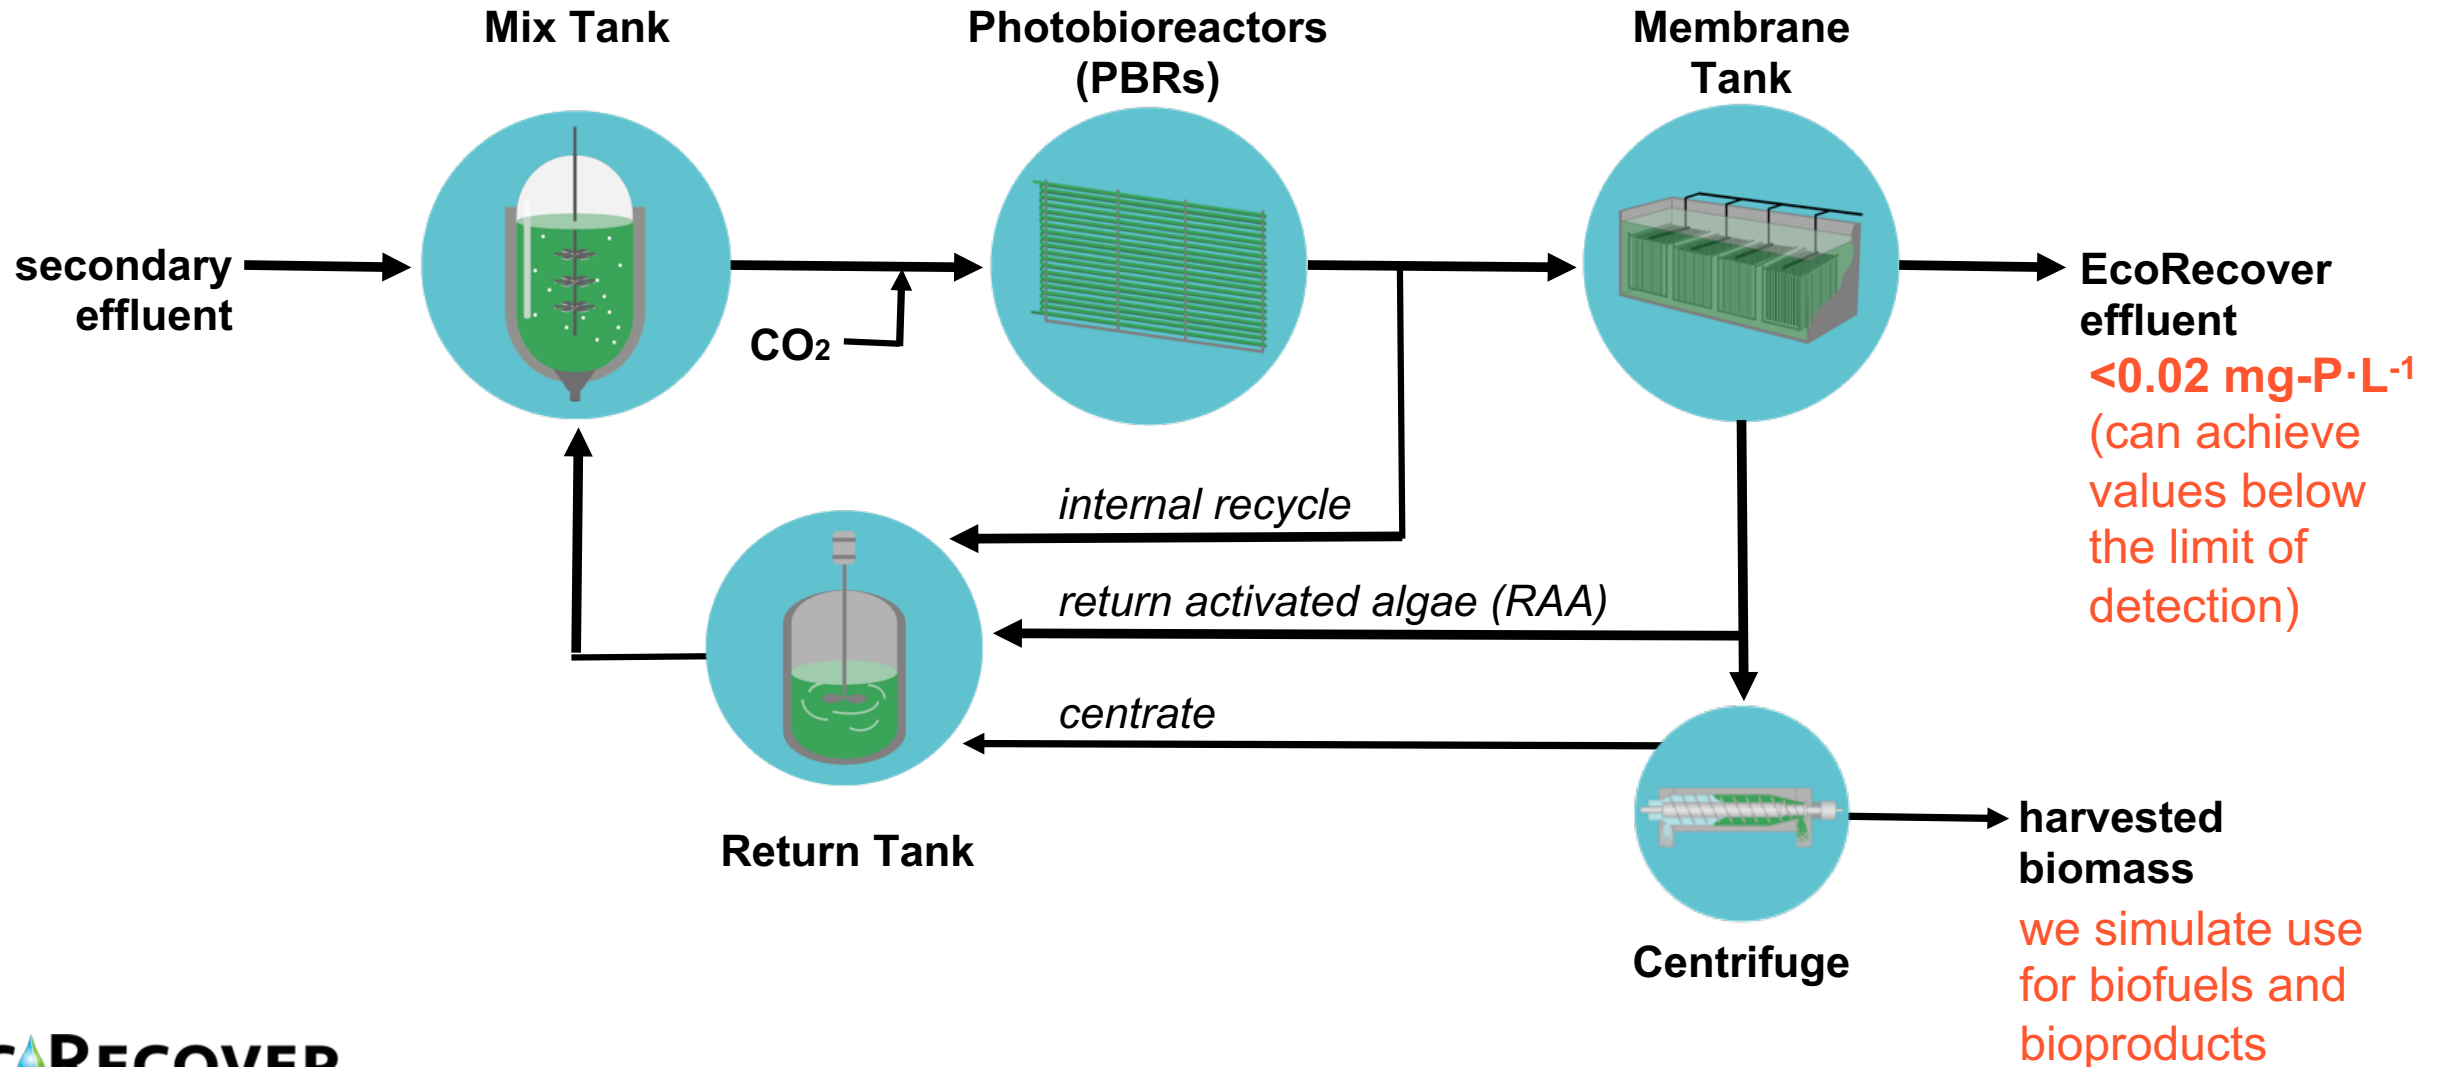 Mix Tank
Photobioreactors
(PBRs)
Membrane
Tank
secondary
effluent
CO₂
EcoRecover
effluent
<0.02 mg-P·L⁻¹
(can achieve
values below
the limit of
detection)
internal recycle
return activated algae (RAA)
centrate
Return Tank
Centrifuge
harvested
biomass
we simulate use
for biofuels and
bioproducts
RECOVER